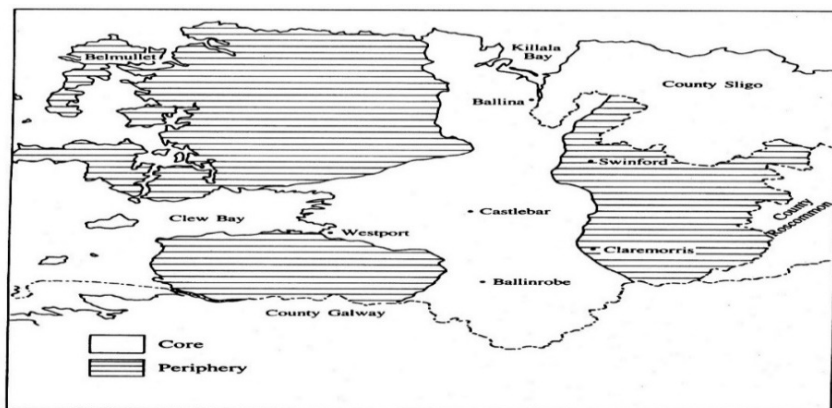 Belmullet
Killala
Bay
County Sligo
Ballina
Swinford
Clew Bay
Castlebar
Westport
County
Roscommon
Claremorris
Ballinrobe
County Galway
Core
Periphery